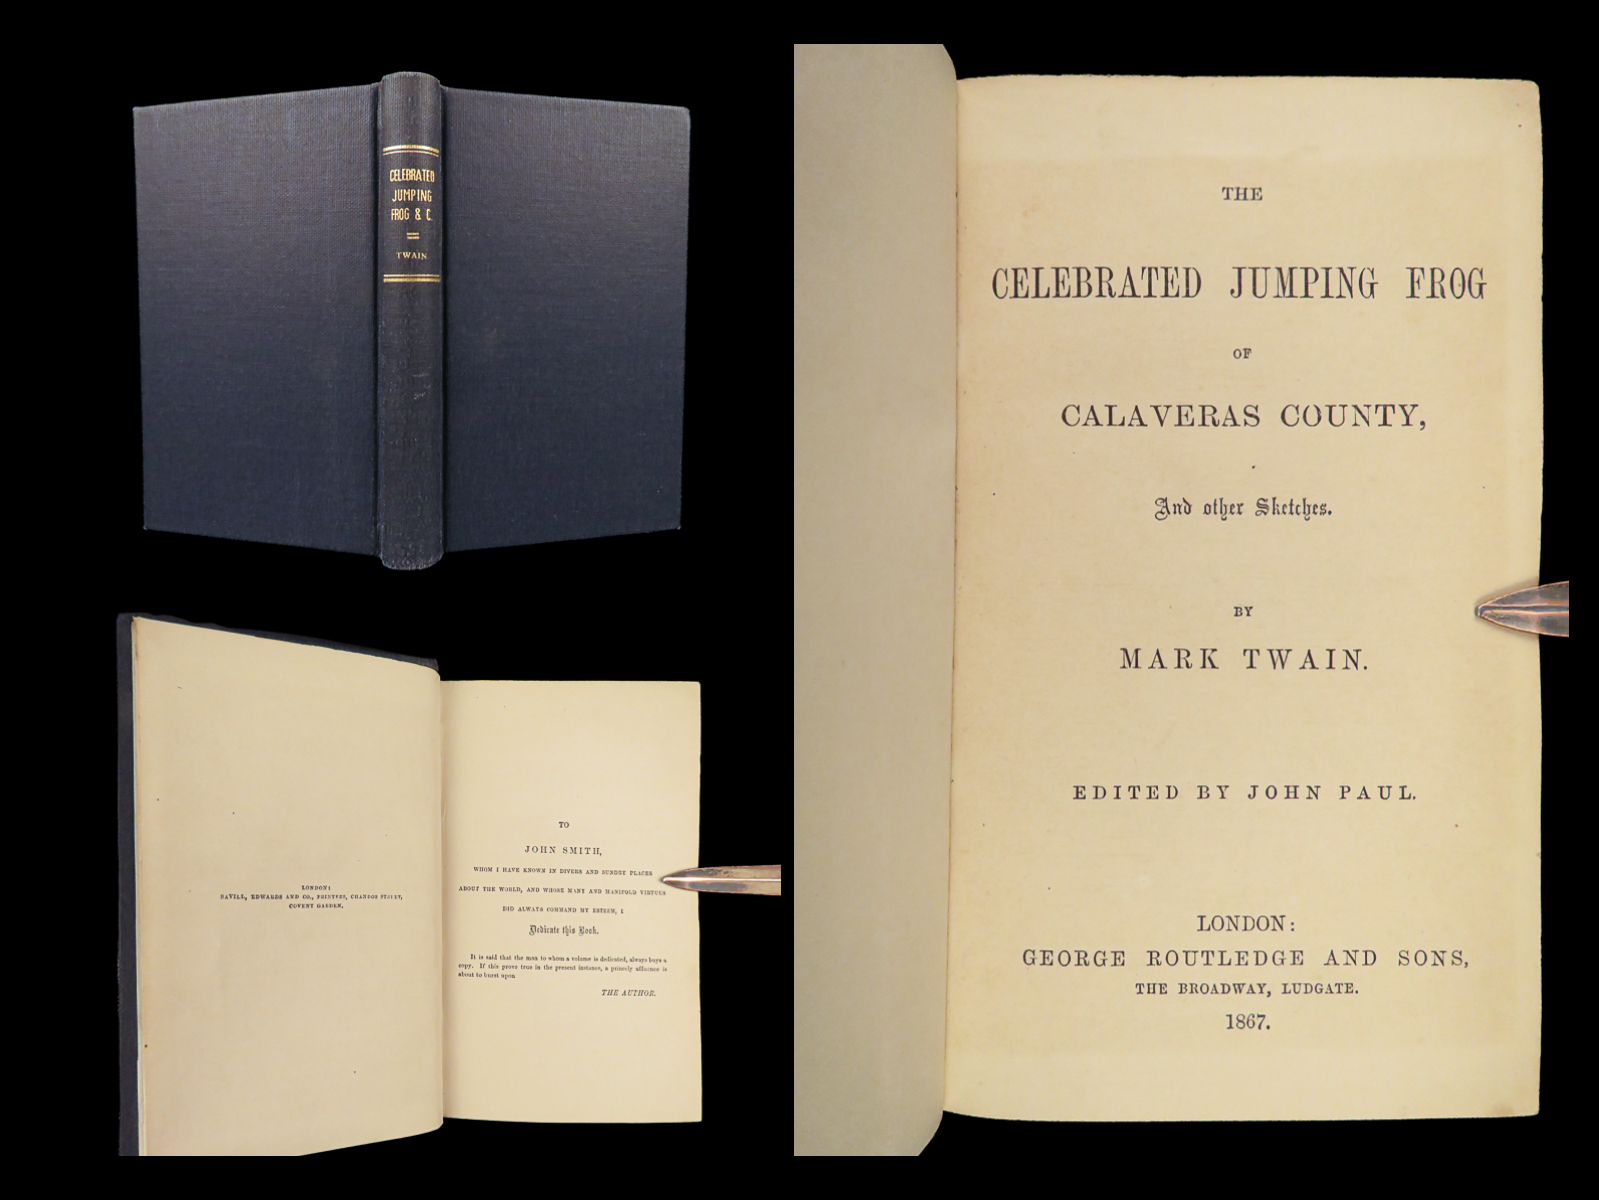 CELEBRATED
JUMPING
FROG & C.
TWAIN
LONDON:
SAVILL, EDWARDS AND CO., PRINTERS, CHANDOS STREET,
COVENT GARDEN.
TO
JOHN SMITH,
WHOM I HAVE KNOWN IN DIVERS AND SUNDRY PLACES
ABOUT THE WORLD, AND WHOSE MANY AND MANIFOLD VIRTUES
DID ALWAYS COMMAND MY ESTEEM, I
Dedicate this Book.
It is said that the man to whom a volume is dedicated, always buys a
copy. If this prove true in the present instance, a princely affluence is
about to burst upon
THE AUTHOR.
THE
CELEBRATED JUMPING FROG
OF
CALAVERAS COUNTY,
And other Sketches.
BY
MARK TWAIN.
EDITED BY JOHN PAUL.
LONDON:
GEORGE ROUTLEDGE AND SONS,
THE BROADWAY, LUDGATE.
1867.